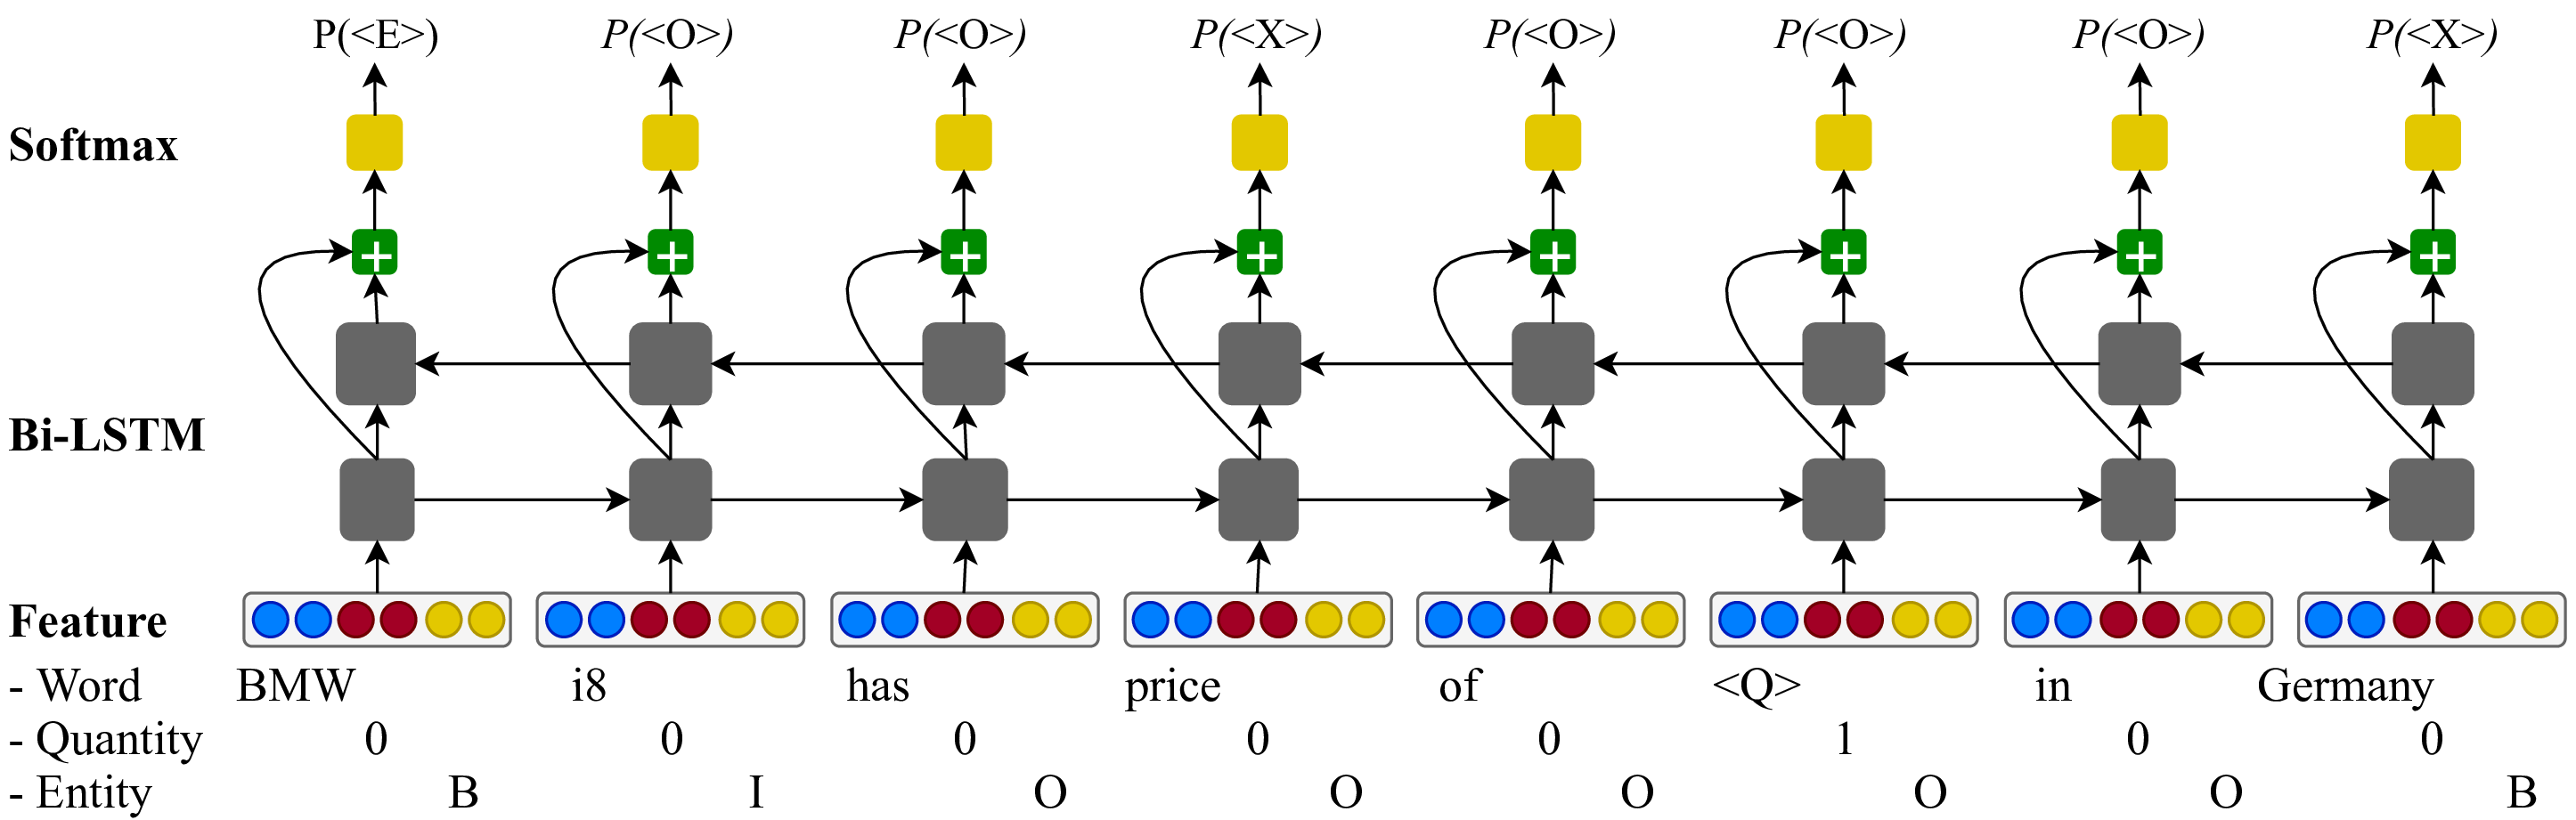 P(<E>) P(<O>) P(<O>) P(<X>) P(<O>) P(<O>) P(<O>) P(<X>)
Softmax
+ + + + + + + +
Bi-LSTM
Feature
- Word BMW i8 has price of <Q> in Germany
- Quantity 0 0 0 0 0 1 0 0
- Entity B I O O O O O B